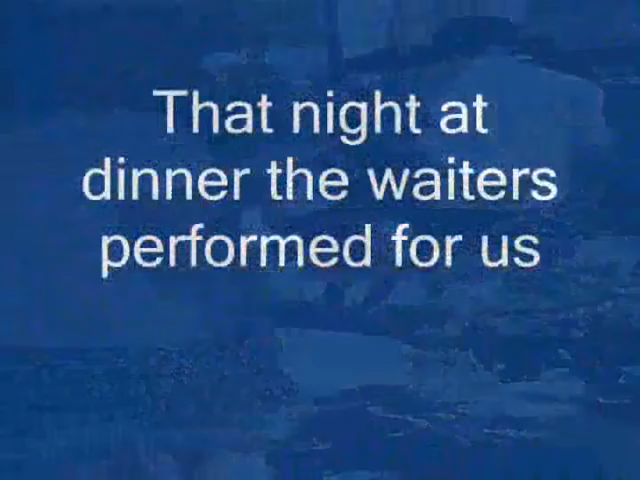 That night at
dinner the waiters
performed for us